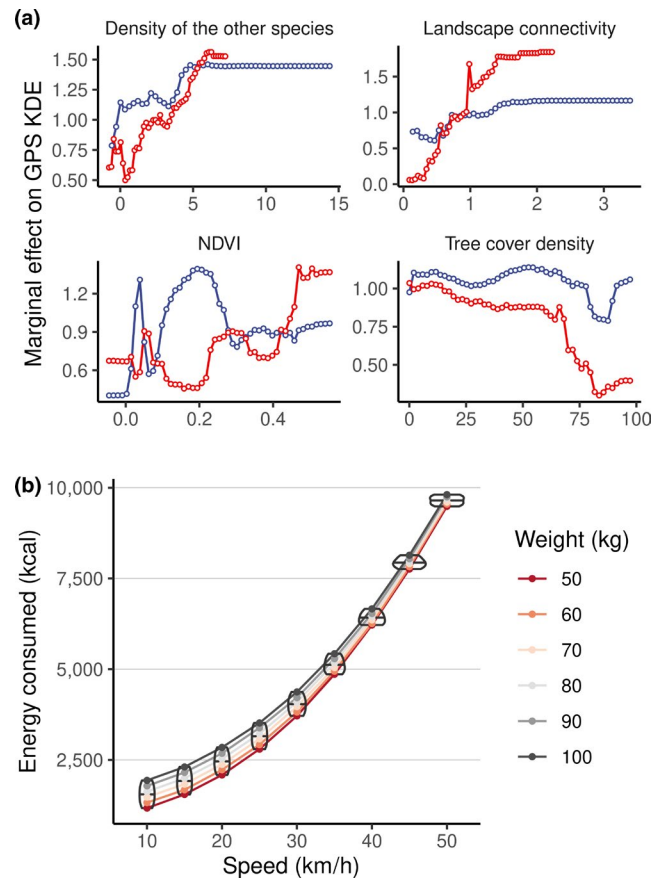 (a)
Density of the other species
Landscape connectivity
Marginal effect on GPS KDE
1.50
1.25
1.00
0.75
0.50
0 5 10 15
1.5
1.0
0.5
0.0
0 1 2 3
NDVI
Tree cover density
1.2
0.9
0.6
0.0 0.2 0.4
1.00
0.75
0.50
0 25 50 75 100
(b)
Energy consumed (kcal)
10,000
7,500
5,000
2,500
10 15 20 25 30 35 40 45 50
Speed (km/h)
Weight (kg)
50
60
70
80
90
100